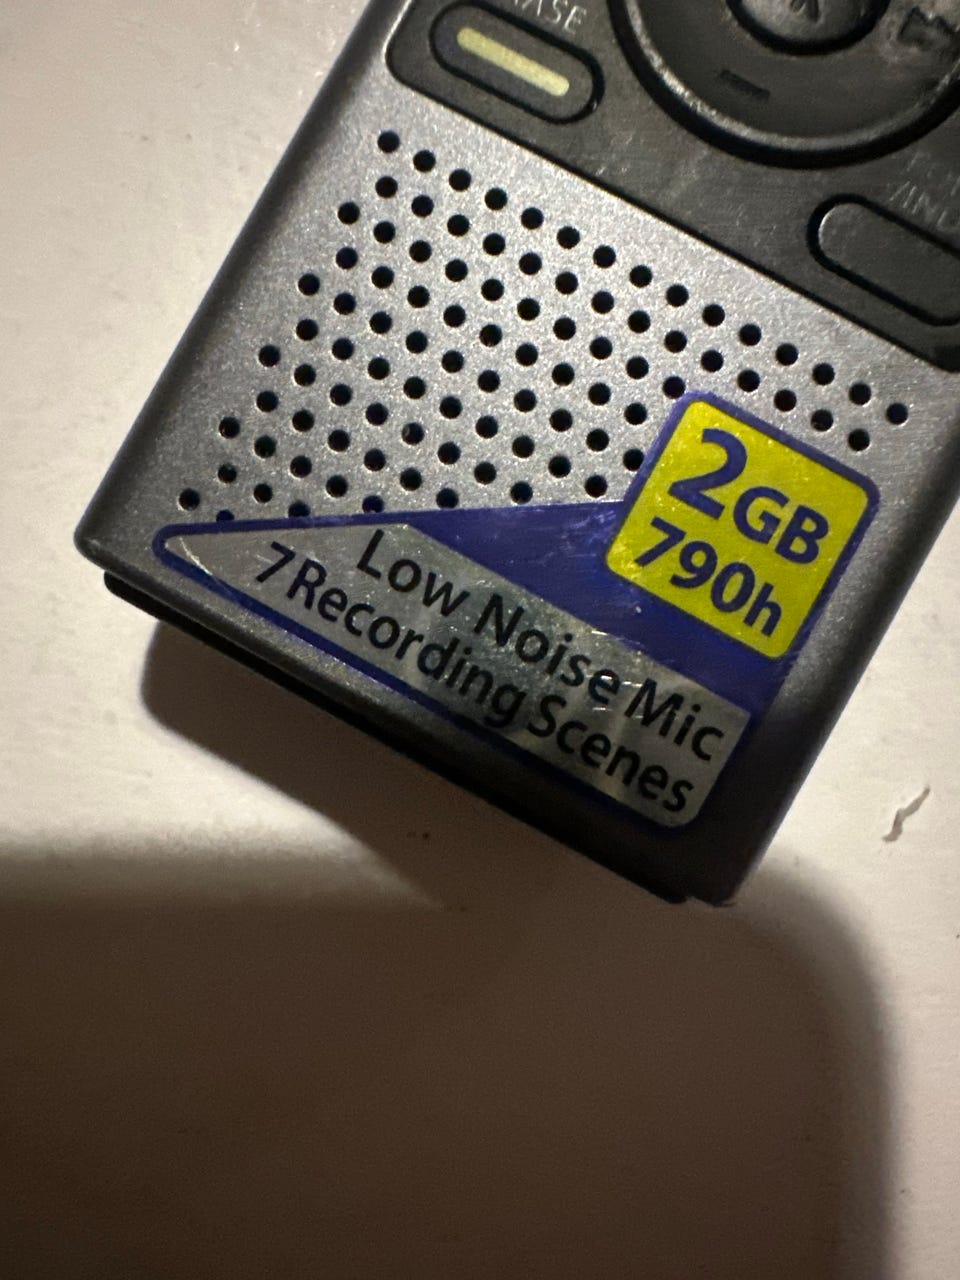 2GB
790h
Low Noise Mic
7 Recording Scenes